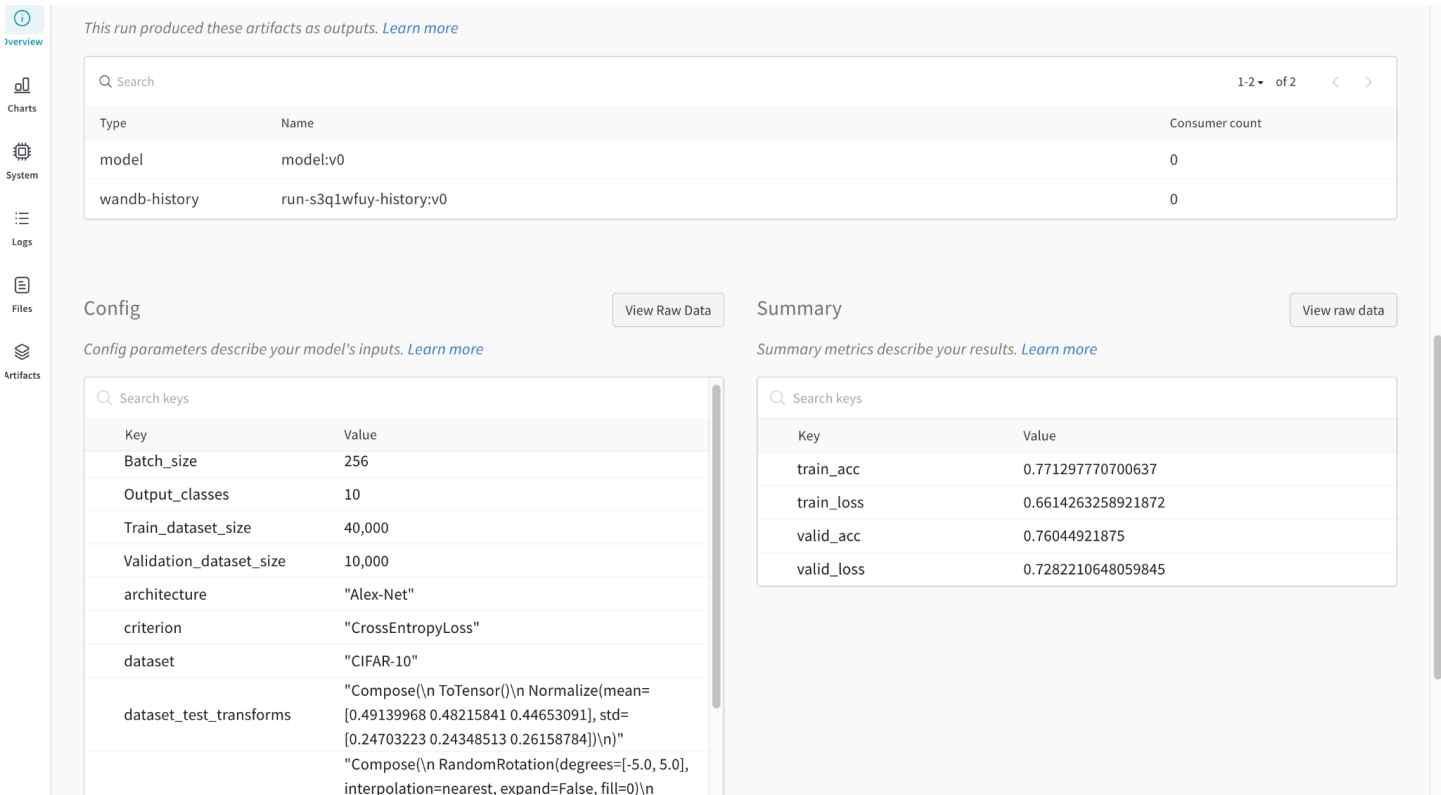 Overview
Charts
System
Logs
Files
Artifacts
This run produced these artifacts as outputs. Learn more
Search
1-2 of 2
Type Name Consumer count
model model:v0 0
wandb-history run-s3q1wfuy-history:v0 0
Config
View Raw Data
Config parameters describe your model's inputs. Learn more
Search keys
Key Value
Batch_size 256
Output_classes 10
Train_dataset_size 40,000
Validation_dataset_size 10,000
architecture "Alex-Net"
criterion "CrossEntropyLoss"
dataset "CIFAR-10"
dataset_test_transforms "Compose(\n ToTensor()\n Normalize(mean=
[0.49139968 0.48215841 0.44653091], std=
[0.24703223 0.24348513 0.26158784])\n)"
"Compose(\n RandomRotation(degrees=[-5.0, 5.0],
interpolation=nearest, expand=False, fill=0)\n
Summary
View raw data
Summary metrics describe your results. Learn more
Search keys
Key Value
train_acc 0.771297770700637
train_loss 0.6614263258921872
valid_acc 0.76044921875
valid_loss 0.7282210648059845